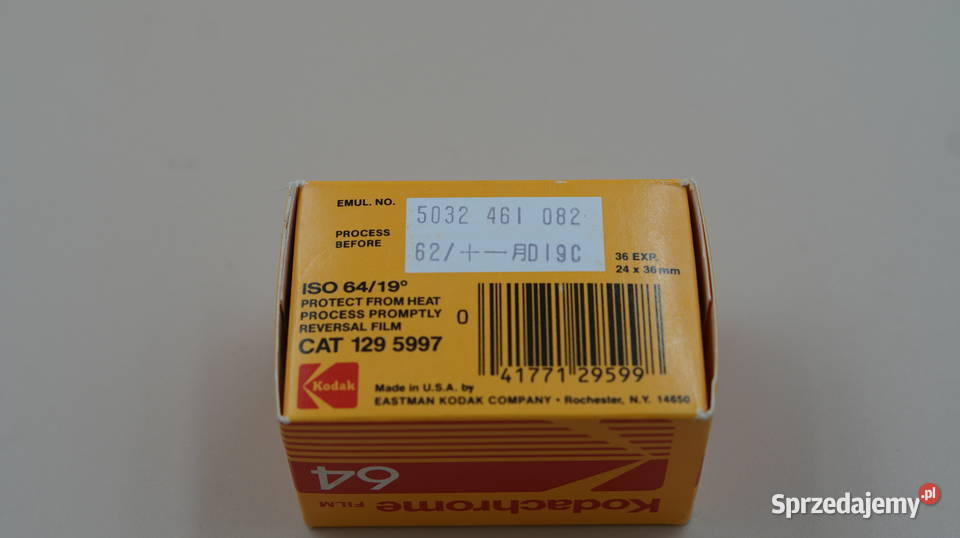 EMUL. NO.
5032 461 082
PROCESS
BEFORE
62/十一月D19C
36 EXP.
24 x 36mm
ISO 64/19°
PROTECT FROM HEAT
PROCESS PROMPTLY
REVERSAL FILM
CAT 129 5997
0
41771 29599
Kodak
Made in U.S.A. by
EASTMAN KODAK COMPANY • Rochester, N.Y. 14650
64
Kodachrome
FILM
Sprzedajemy.pl